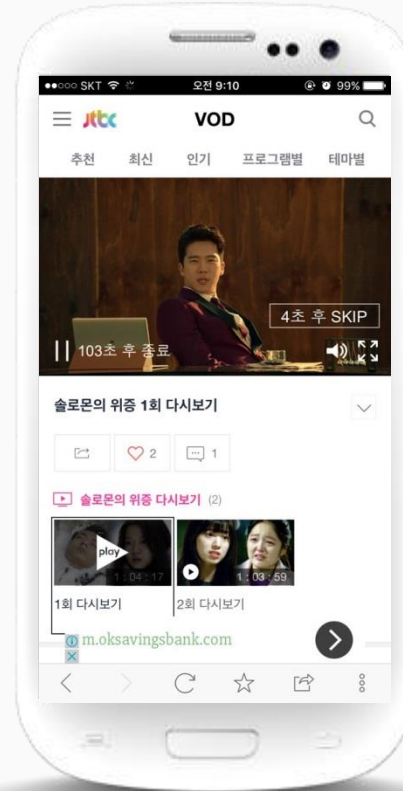 SKT 오전 9:10 99%
jtbc VOD
추천 최신 인기 프로그램별 테마별
4초 후 SKIP
103초 후 종료
솔로몬의 위증 1회 다시보기
2 1
솔로몬의 위증 다시보기 (2)
play
1:04:17 1:03:59
1회 다시보기 2회 다시보기
m.oksavingsbank.com